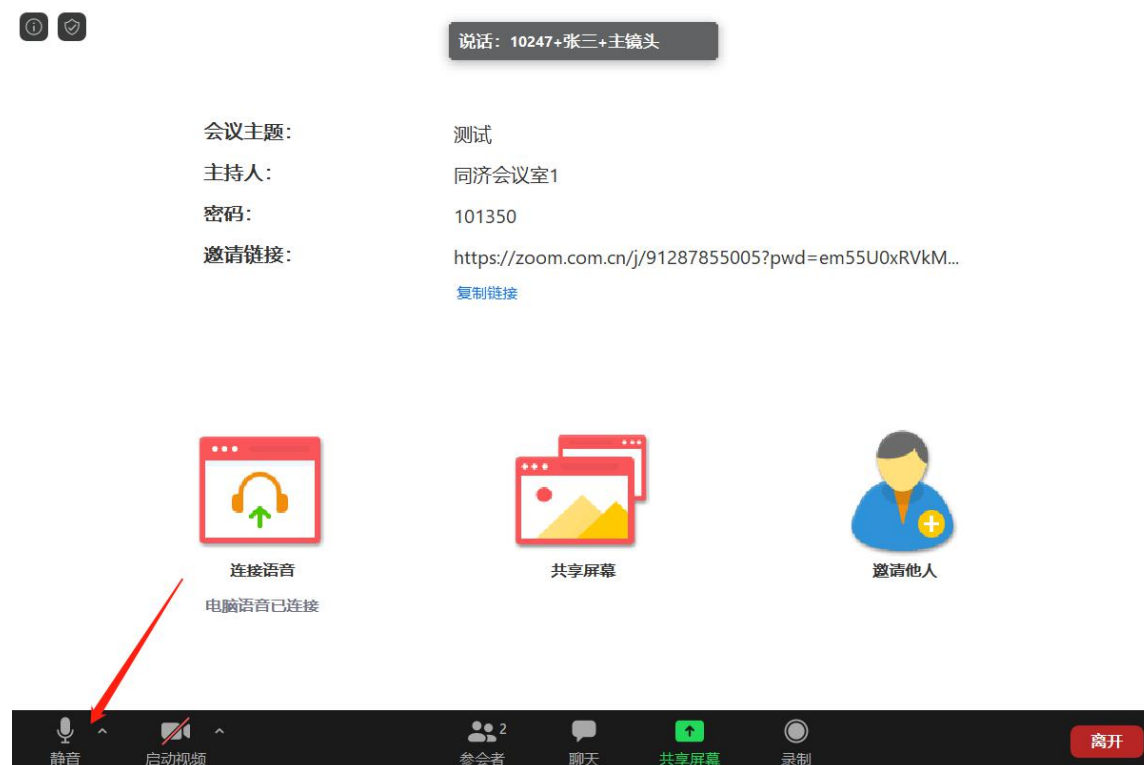 说话：10247+张三+主镜头
会议主题：
测试
主持人：
同济会议室1
密码：
101350
邀请链接：
https://zoom.com.cn/j/91287855005?pwd=em55U0xRVkM...
复制链接
连接语音
共享屏幕
邀请他人
电脑语音已连接
2
静音
启动视频
参会者
聊天
共享屏幕
录制
离开